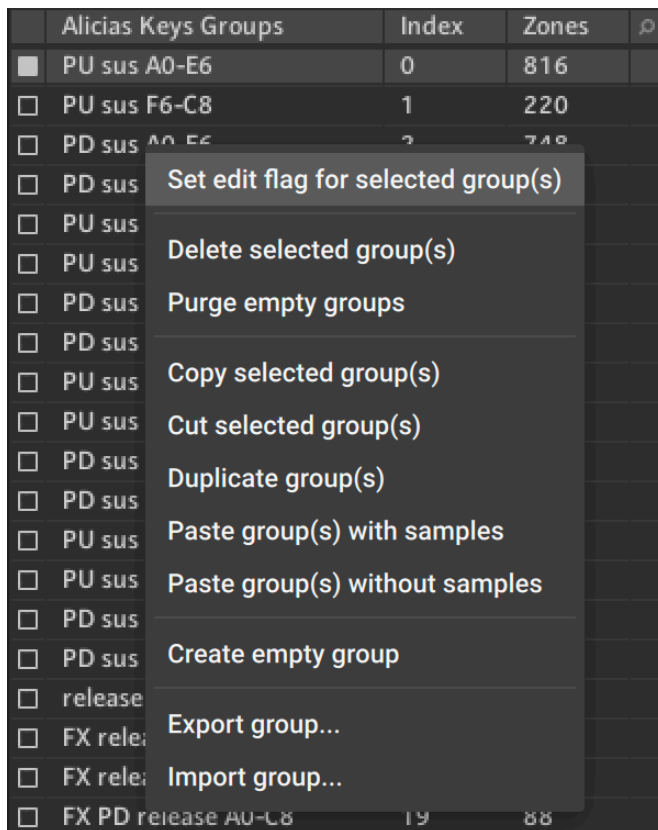 Alicias Keys Groups Index Zones
PU sus A0-E6 0 816
PU sus F6-C8 1 220
PD sus A0-E6 2 748
PD sus
PU sus
PU sus
PD sus
PD sus
PU sus
PU sus
PD sus
PD sus
PU sus
PU sus
PD sus
PD sus
release
FX
FX
FX PD release A0-C8 19 88
Set edit flag for selected group(s)
Delete selected group(s)
Purge empty groups
Copy selected group(s)
Cut selected group(s)
Duplicate group(s)
Paste group(s) with samples
Paste group(s) without samples
Create empty group
Export group...
Import group...